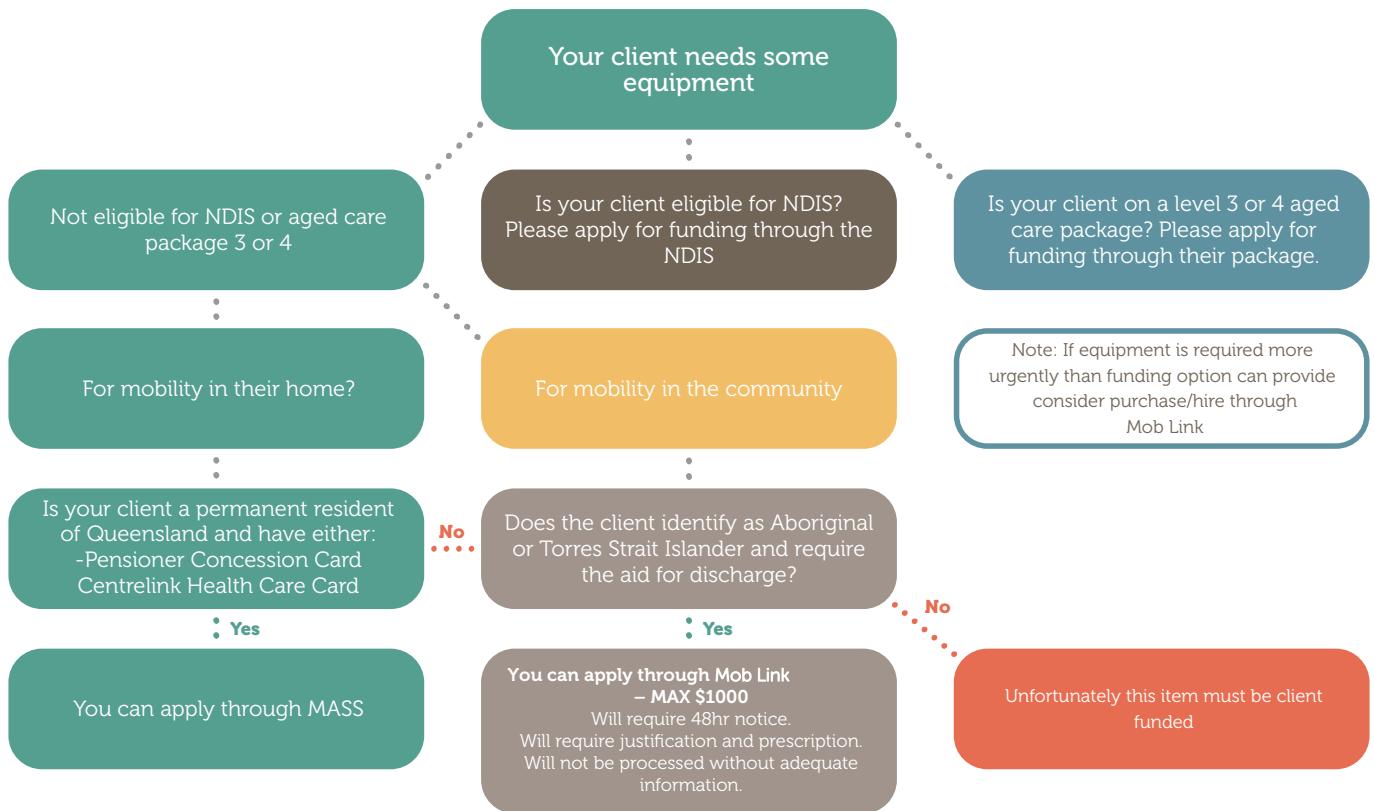 Your client needs some
equipment
Not eligible for NDIS or aged care
package 3 or 4
Is your client eligible for NDIS?
Please apply for funding through the
NDIS
Is your client on a level 3 or 4 aged
care package? Please apply for
funding through their package.
For mobility in their home?
For mobility in the community
Note: If equipment is required more
urgently than funding option can provide
consider purchase/hire through
Mob Link
Is your client a permanent resident
of Queensland and have either:
-Pensioner Concession Card
Centrelink Health Care Card
No
Does the client identify as Aboriginal
or Torres Strait Islander and require
the aid for discharge?
No
Yes
Yes
You can apply through MASS
You can apply through Mob Link
– MAX $1000
Will require 48hr notice.
Will require justification and prescription.
Will not be processed without adequate
information.
Unfortunately this item must be client
funded